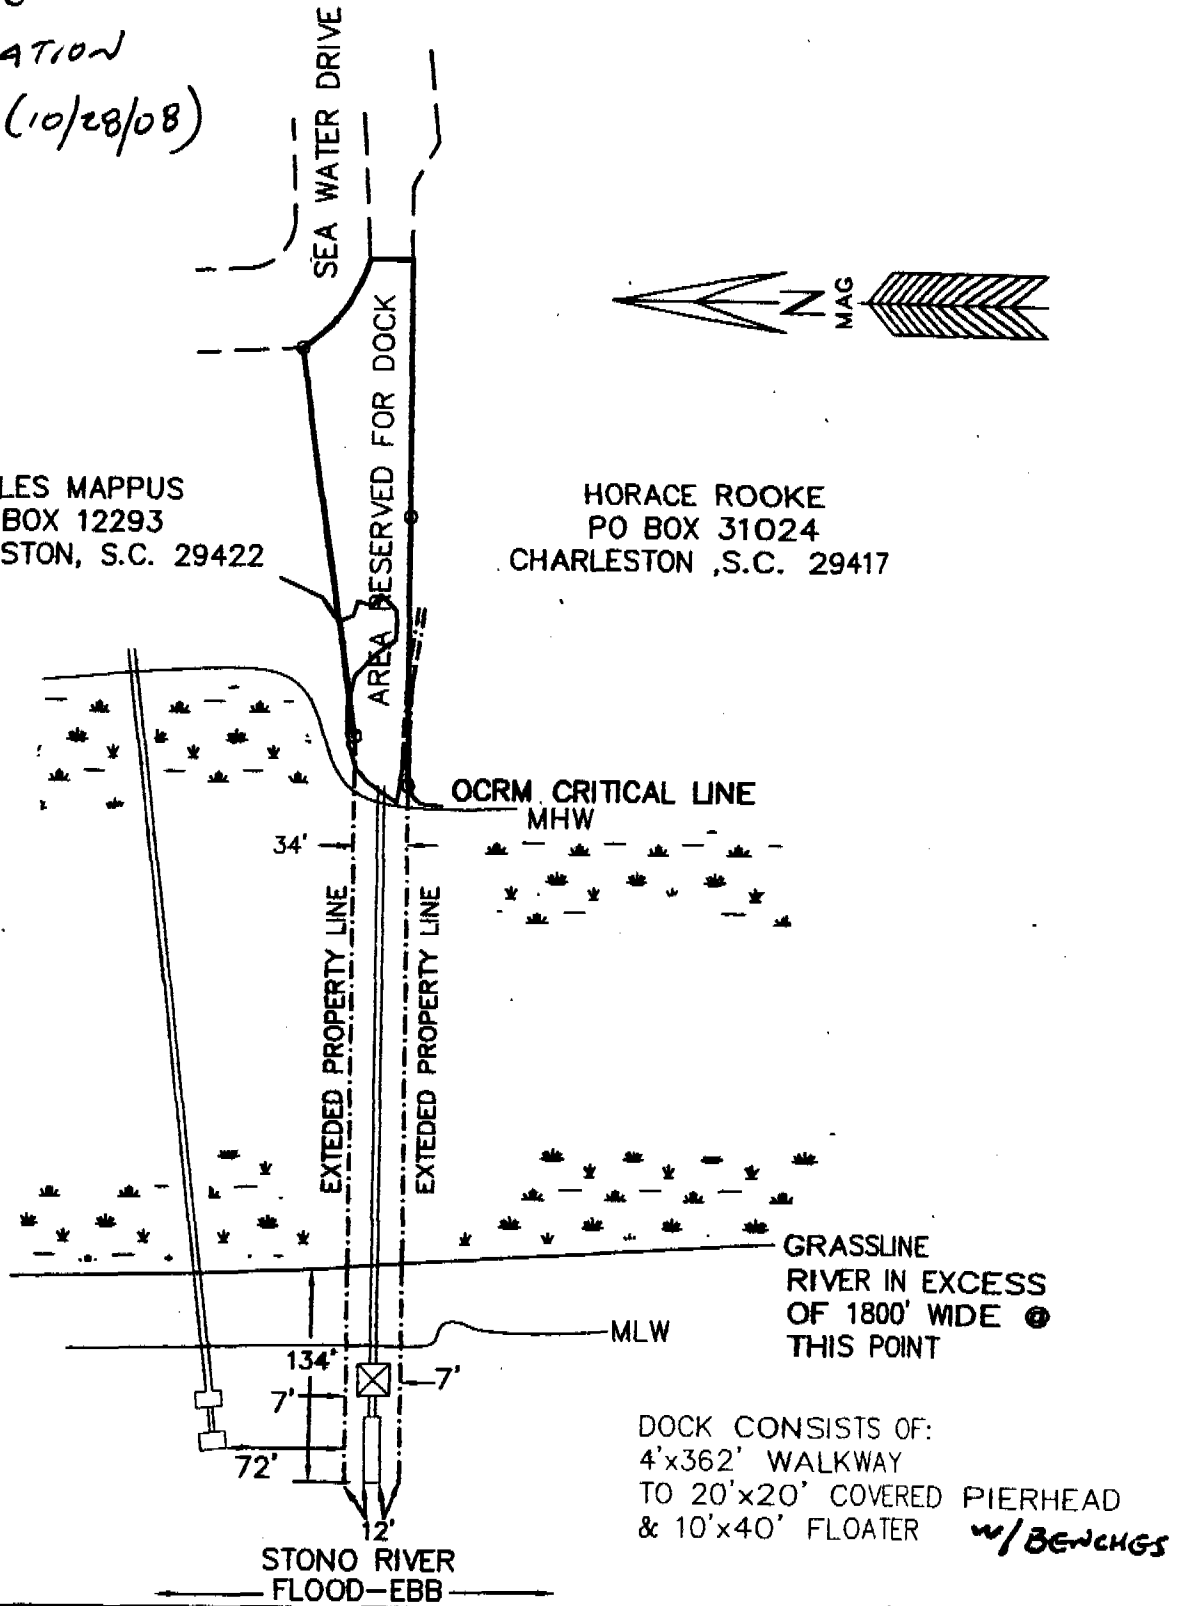 ATION
(10/28/08)
SEA WATER DRIVE
N
MAG
AREA RESERVED FOR DOCK
LES MAPPUS
BOX 12293
STON, S.C. 29422
HORACE ROOKE
PO BOX 31024
CHARLESTON ,S.C. 29417
OCRM CRITICAL LINE
MHW
34'
EXTEDED PROPERTY LINE
EXTEDED PROPERTY LINE
GRASSLINE
RIVER IN EXCESS
OF 1800' WIDE @
THIS POINT
MLW
134'
7'
7'
72'
12'
DOCK CONSISTS OF:
4'x362' WALKWAY
TO 20'x20' COVERED PIERHEAD
& 10'x40' FLOATER w/ BENCHES
STONO RIVER
FLOOD-EBB